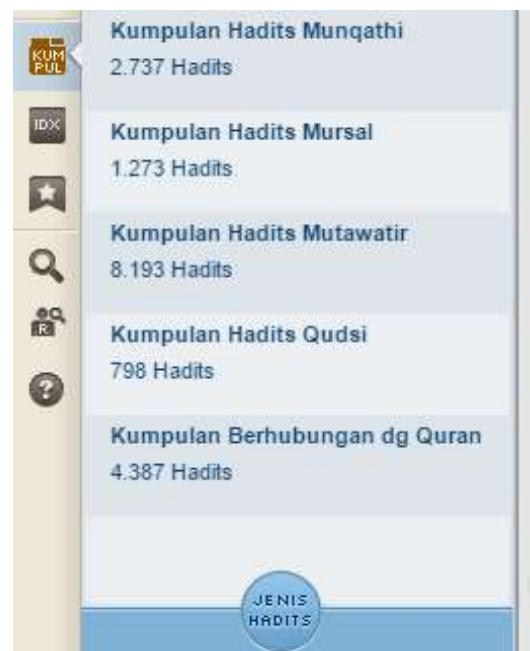 Kumpulan Hadits Munqathi
2.737 Hadits
KUM
PUL
IDX
Kumpulan Hadits Mursal
1.273 Hadits
Kumpulan Hadits Mutawatir
8.193 Hadits
R
Kumpulan Hadits Qudsi
798 Hadits
?
Kumpulan Berhubungan dg Quran
4.387 Hadits
JENIS
HADITS